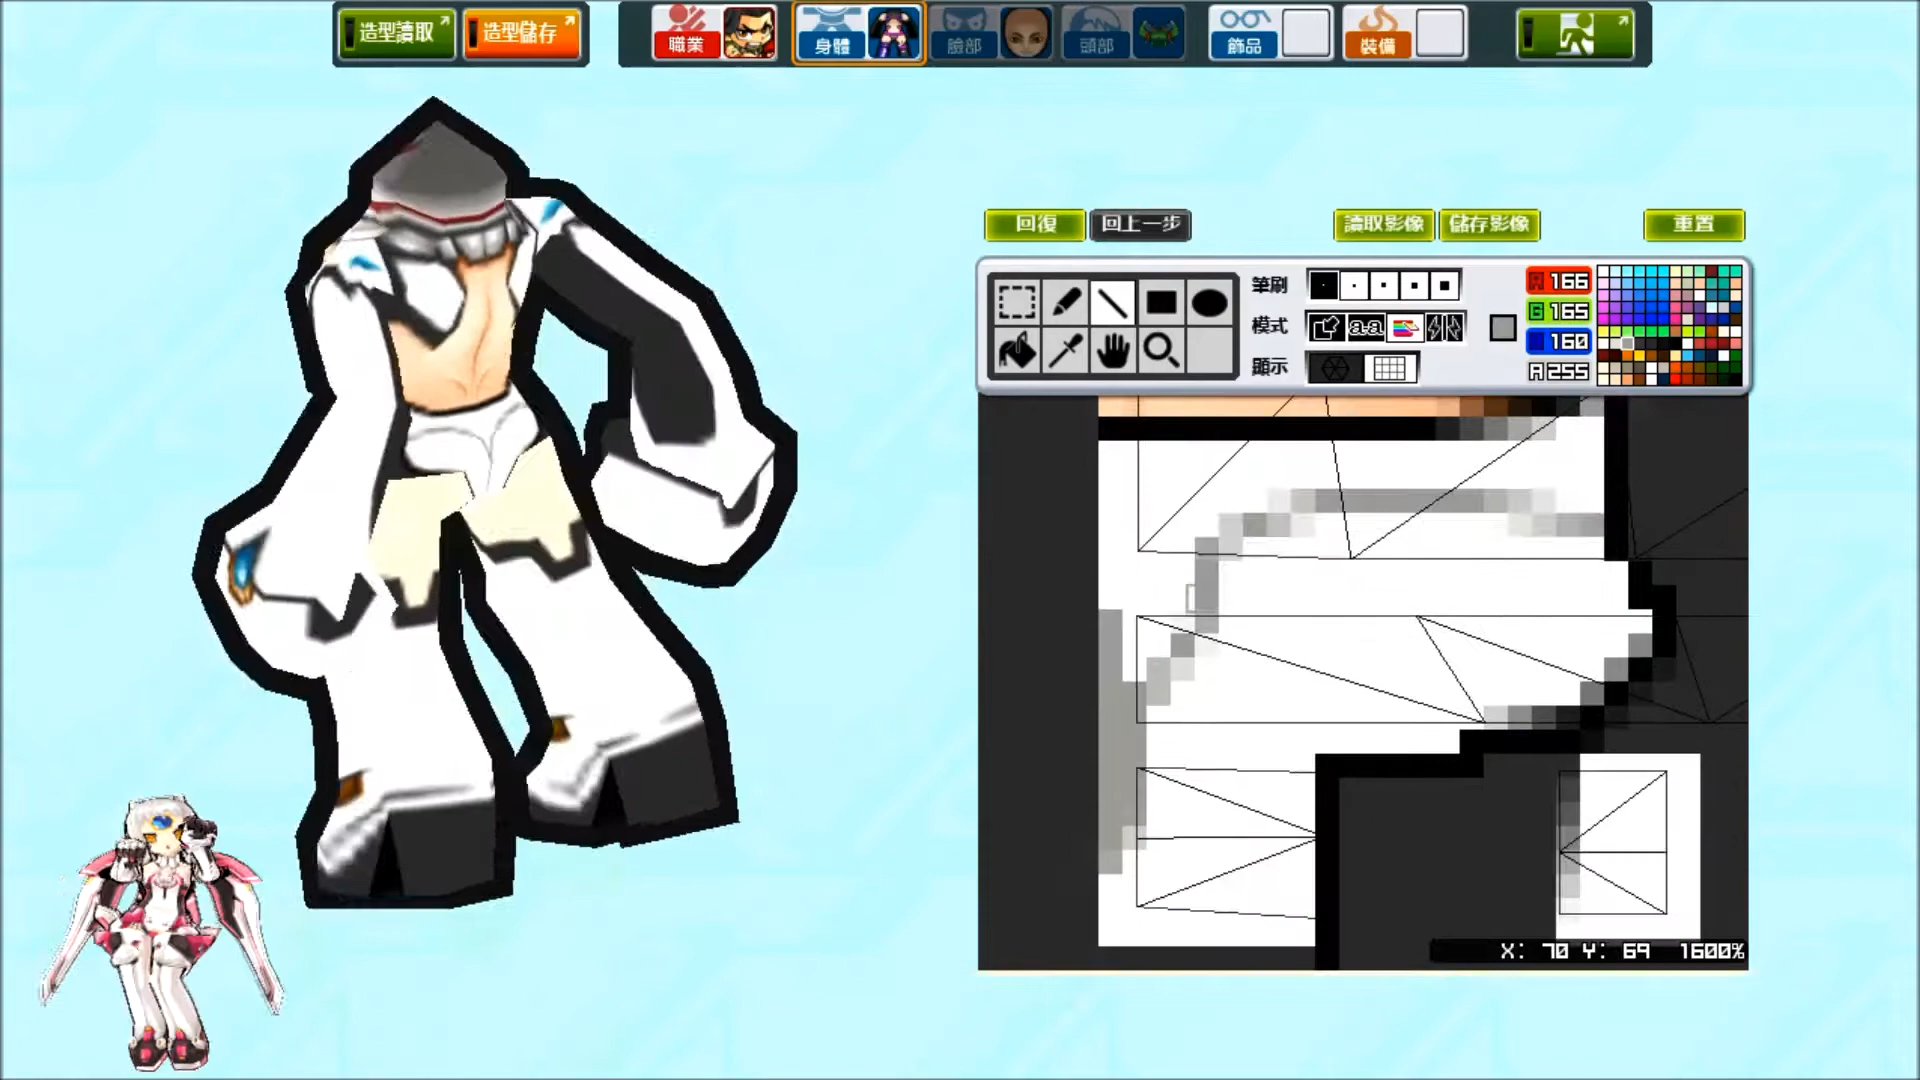 造型讀取
造型儲存
職業
身體
臉部
頭部
飾品
裝備
回復
回上一步
讀取影像
儲存影像
重置
筆刷
模式
aa
顯示
R 166
G 165
160
A 255
X: 70 Y: 69 1600%